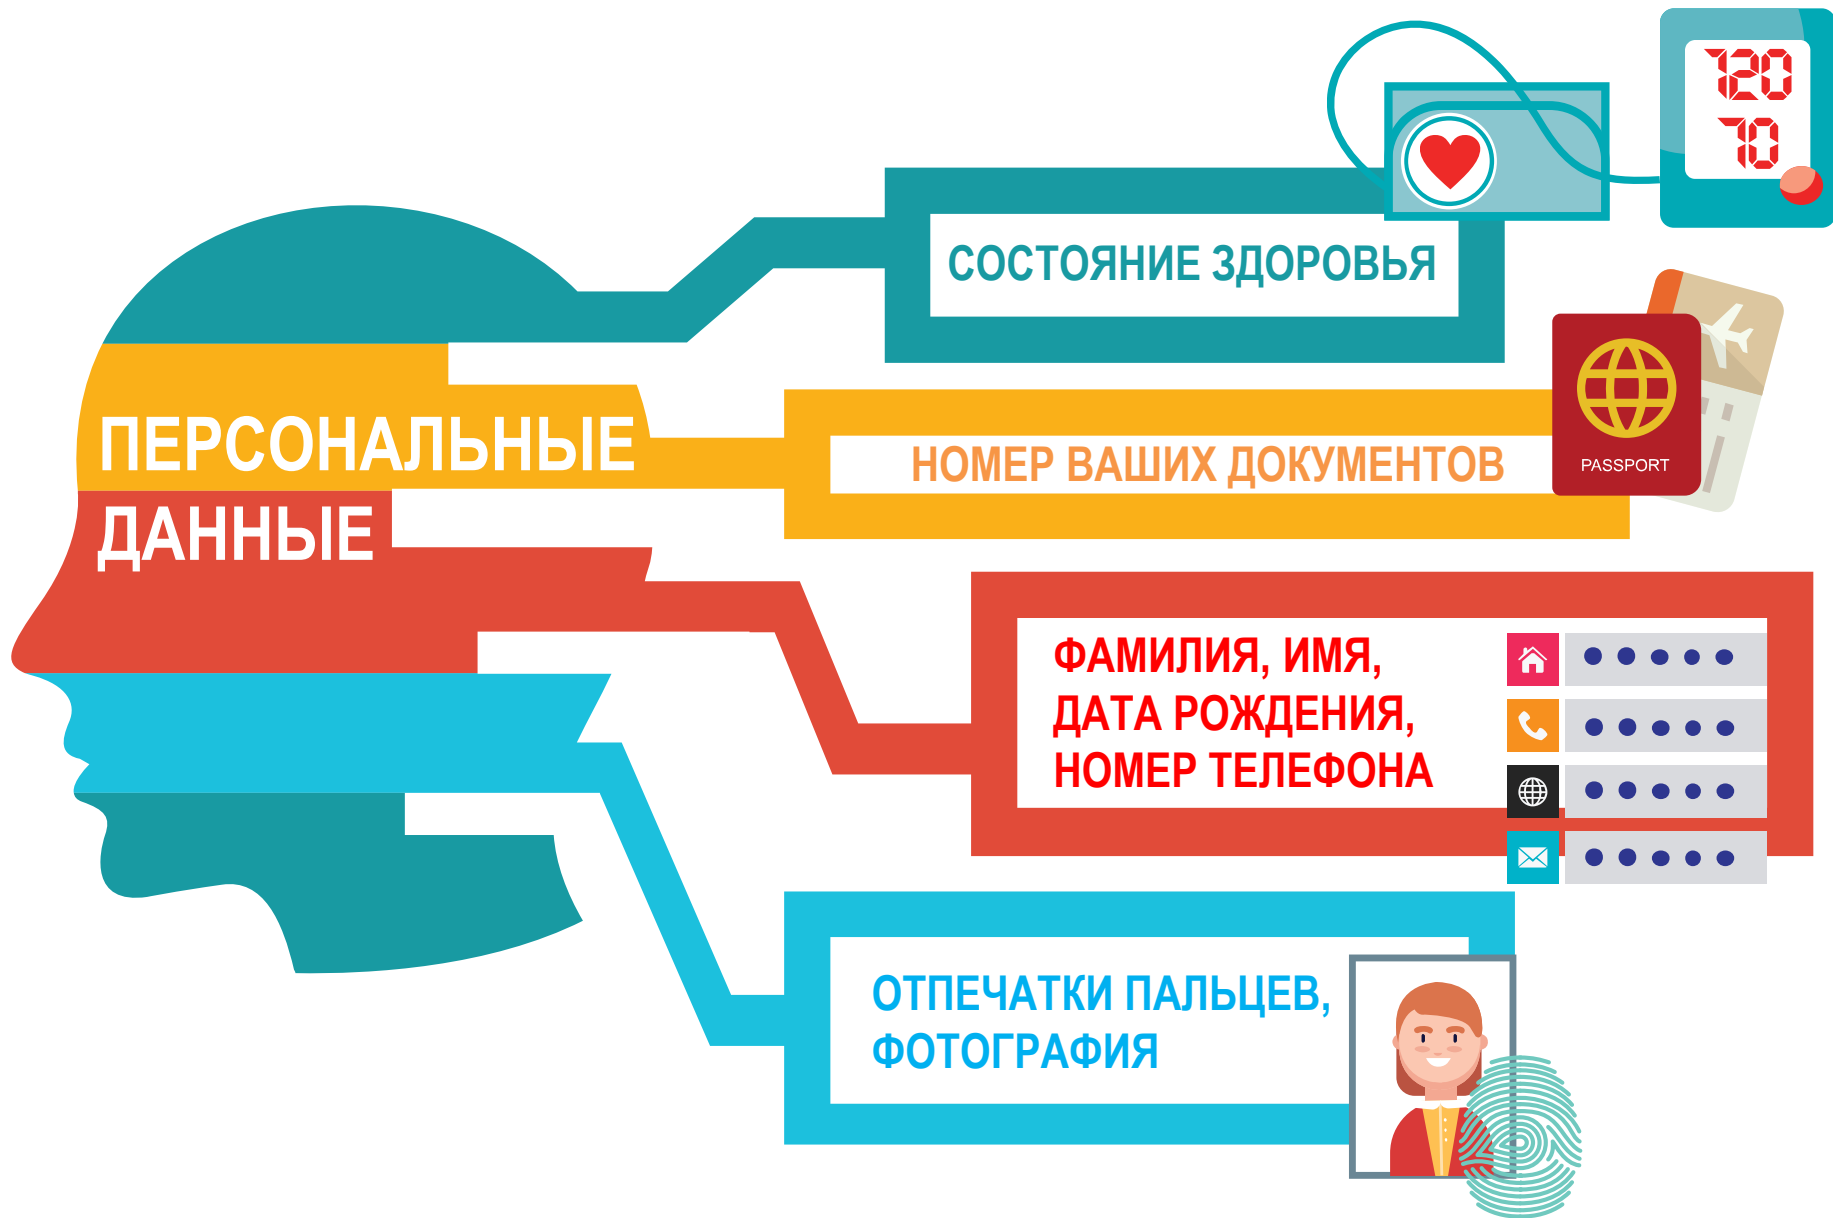 120
70
СОСТОЯНИЕ ЗДОРОВЬЯ
ПЕРСОНАЛЬНЫЕ
ДАННЫЕ
НОМЕР ВАШИХ ДОКУМЕНТОВ
PASSPORT
ФАМИЛИЯ, ИМЯ,
ДАТА РОЖДЕНИЯ,
НОМЕР ТЕЛЕФОНА
ОТПЕЧАТКИ ПАЛЬЦЕВ,
ФОТОГРАФИЯ